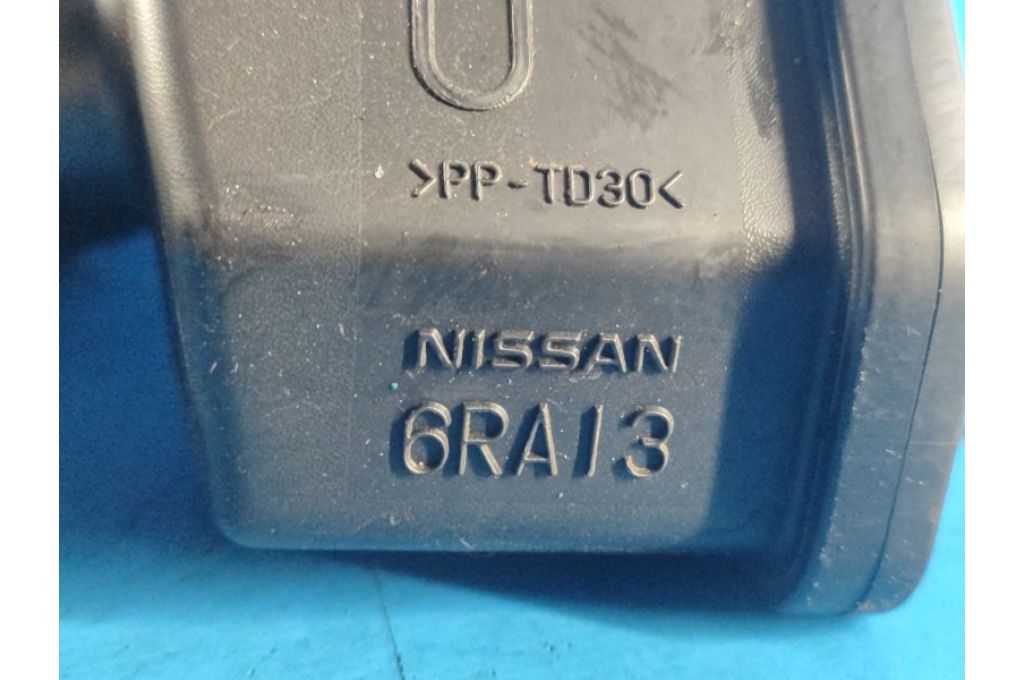 >PP-TD30<
NISSAN
6RA13